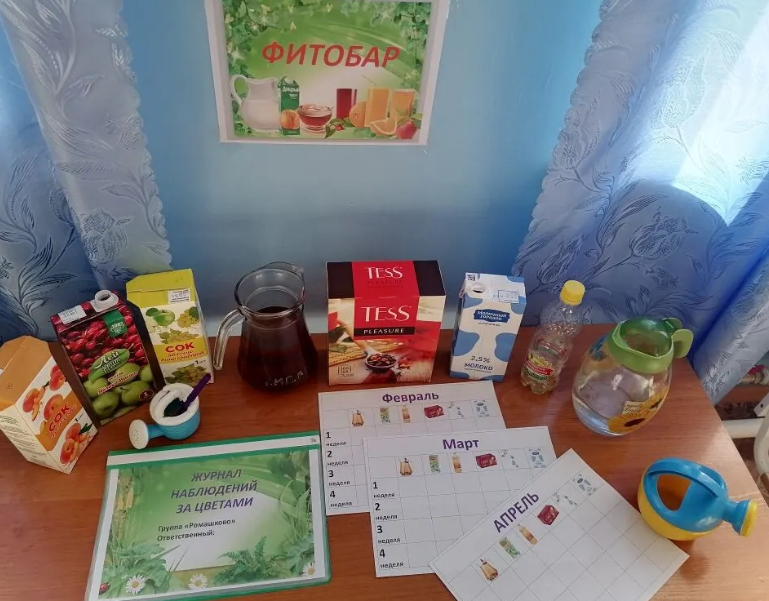 ФИТОБАР
TESS
PLEASURE
TESS
PLEASURE
СОК
СОК
2,5%
МОЛОКО
Февраль
1
неделя
2
неделя
3
неделя
4
неделя
Март
1
неделя
2
неделя
3
неделя
4
неделя
АПРЕЛЬ
ЖУРНАЛ
НАБЛЮДЕНИЙ
ЗА ЦВЕТАМИ
Группа «Ромашково»
Ответственный: